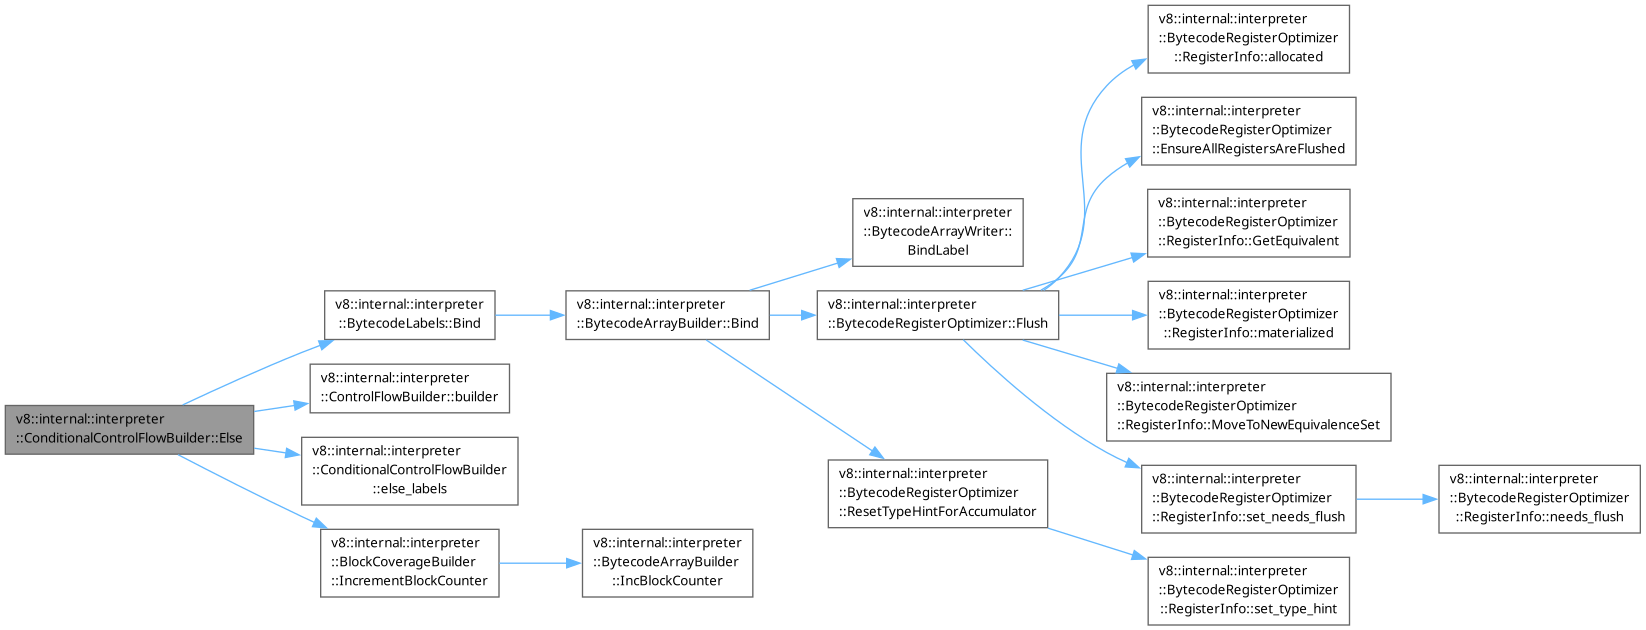 v8::internal::interpreter
::ConditionalControlFlowBuilder::Else
v8::internal::interpreter
::BytecodeLabels::Bind
v8::internal::interpreter
::ControlFlowBuilder::builder
v8::internal::interpreter
::ConditionalControlFlowBuilder
::else_labels
v8::internal::interpreter
::BlockCoverageBuilder
::IncrementBlockCounter
v8::internal::interpreter
::BytecodeArrayBuilder::Bind
v8::internal::interpreter
::BytecodeArrayBuilder
::IncBlockCounter
v8::internal::interpreter
::BytecodeArrayWriter::
BindLabel
v8::internal::interpreter
::BytecodeRegisterOptimizer::Flush
v8::internal::interpreter
::BytecodeRegisterOptimizer
::ResetTypeHintForAccumulator
v8::internal::interpreter
::BytecodeRegisterOptimizer
::RegisterInfo::allocated
v8::internal::interpreter
::BytecodeRegisterOptimizer
::EnsureAllRegistersAreFlushed
v8::internal::interpreter
::BytecodeRegisterOptimizer
::RegisterInfo::GetEquivalent
v8::internal::interpreter
::BytecodeRegisterOptimizer
::RegisterInfo::materialized
v8::internal::interpreter
::BytecodeRegisterOptimizer
::RegisterInfo::MoveToNewEquivalenceSet
v8::internal::interpreter
::BytecodeRegisterOptimizer
::RegisterInfo::set_needs_flush
v8::internal::interpreter
::BytecodeRegisterOptimizer
::RegisterInfo::needs_flush
v8::internal::interpreter
::BytecodeRegisterOptimizer
::RegisterInfo::set_type_hint